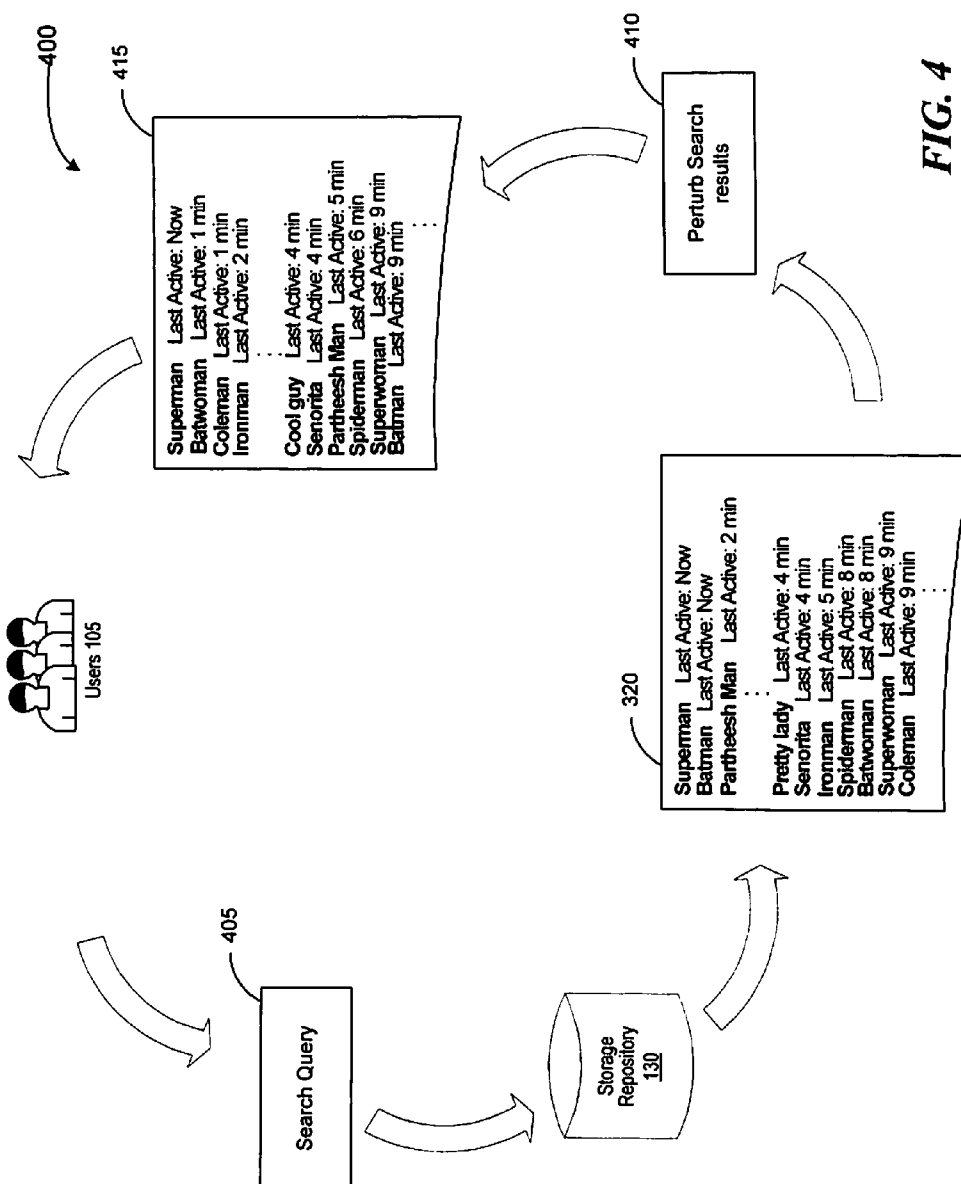 400
Users 105
405
Search Query
Storage
Repository
130
320
Superman Last Active: Now
Batman Last Active: Now
Partheesh Man Last Active: 2 min
: :
Pretty lady Last Active: 4 min
Senorita Last Active: 4 min
Ironman Last Active: 5 min
Spiderman Last Active: 8 min
Batwoman Last Active: 8 min
Superwoman Last Active: 9 min
Coleman Last Active: 9 min
: :
410
Perturb Search
results
415
Superman Last Active: Now
Batwoman Last Active: 1 min
Coleman Last Active: 1 min
Ironman Last Active: 2 min
: :
Cool guy Last Active: 4 min
Senorita Last Active: 4 min
Partheesh Man Last Active: 5 min
Spiderman Last Active: 6 min
Superwoman Last Active: 9 min
Batman Last Active: 9 min
: :
FIG. 4